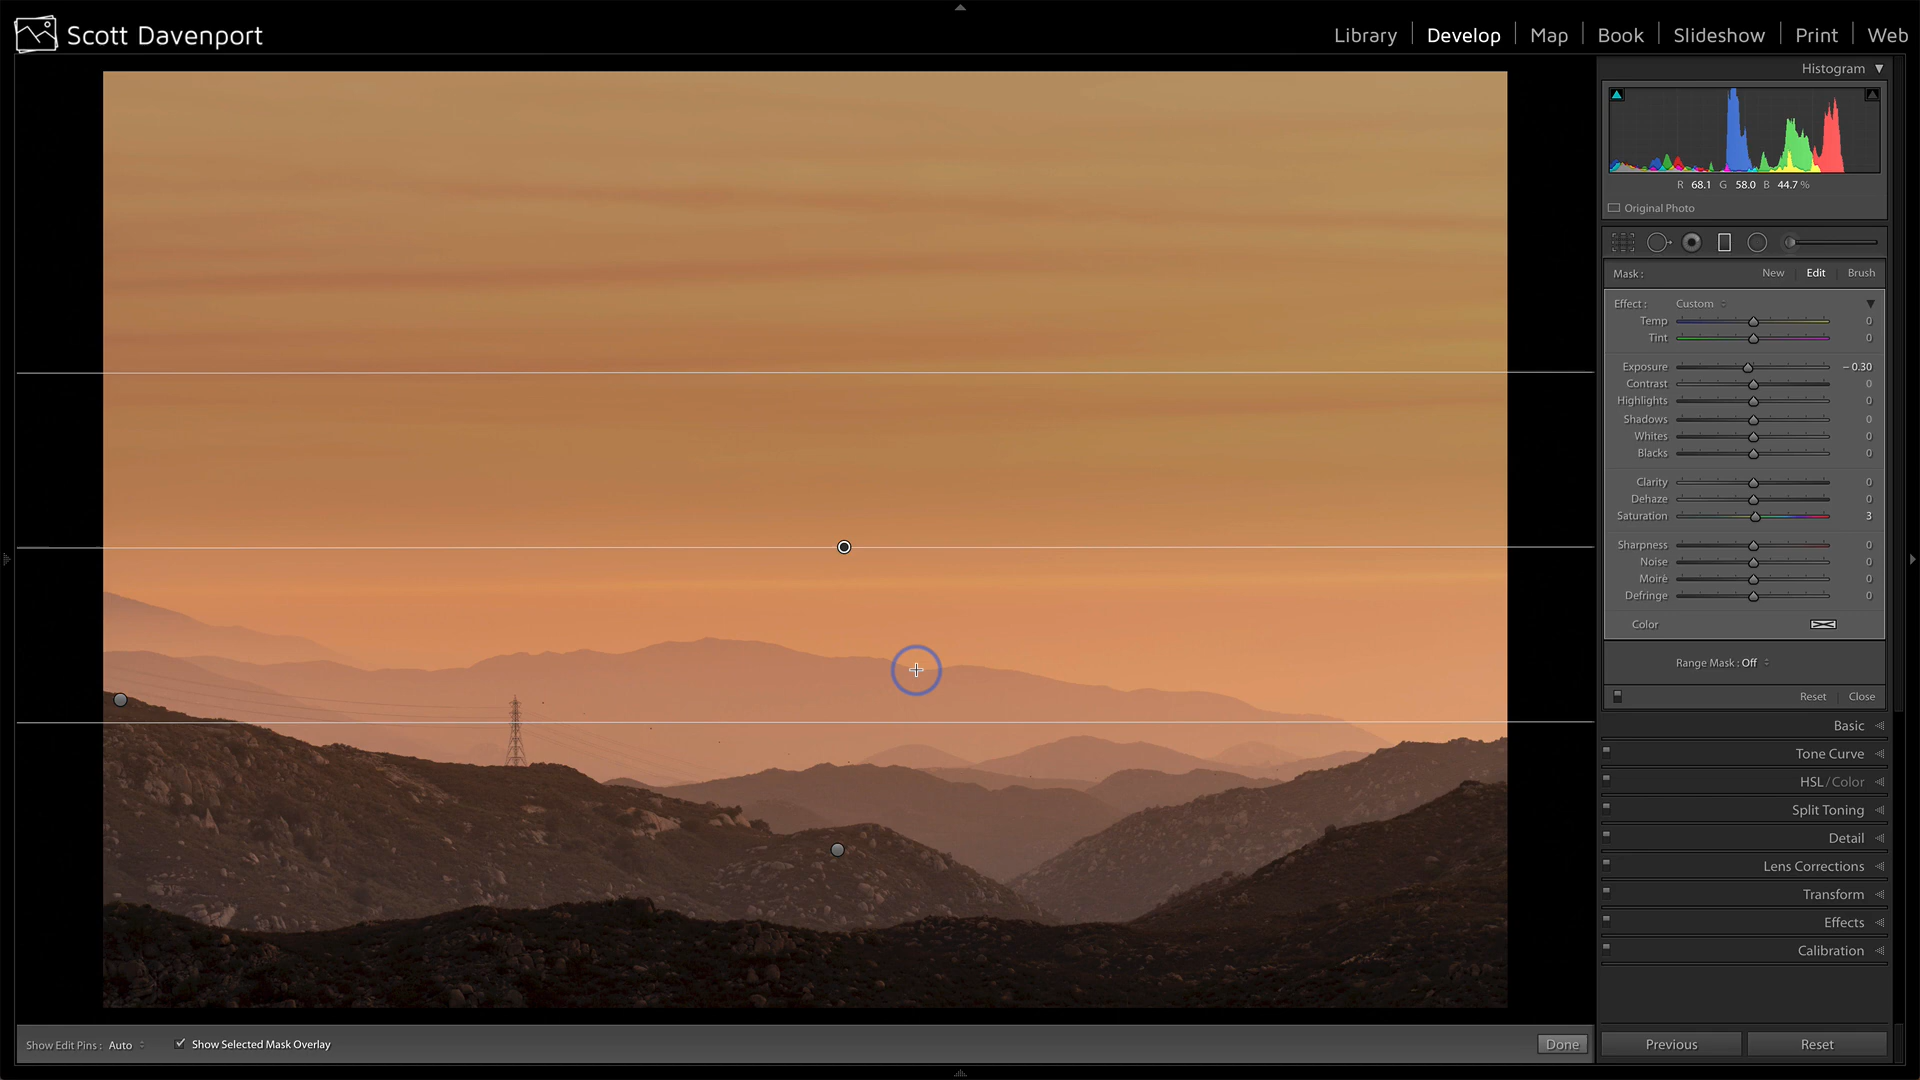 Scott Davenport
Library Develop Map Book Slideshow Print Web
Histogram
R 68.1 G 58.0 B 44.7 %
Original Photo
Mask : New Edit Brush
Effect : Custom
Temp 0
Tint 0
Exposure – 0.30
Contrast 0
Highlights 0
Shadows 0
Whites 0
Blacks 0
Clarity 0
Dehaze 0
Saturation 3
Sharpness 0
Noise 0
Moiré 0
Defringe 0
Color
Range Mask : Off
Reset Close
Basic
Tone Curve
HSL / Color
Split Toning
Detail
Lens Corrections
Transform
Effects
Calibration
Show Edit Pins : Auto Show Selected Mask Overlay Done Previous Reset